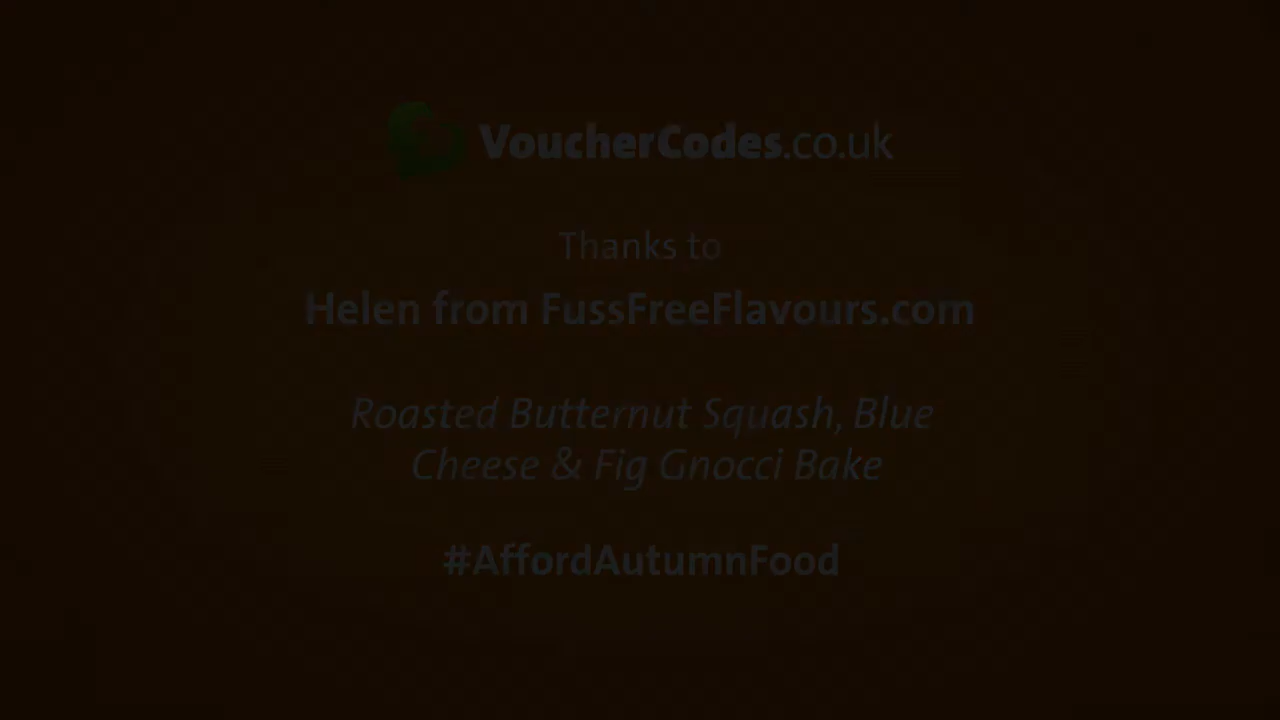 VoucherCodes.co.uk
Thanks to
Helen from FussFreeFlavours.com
Roasted Butternut Squash, Blue
Cheese & Fig Gnocci Bake
#AffordAutumnFood